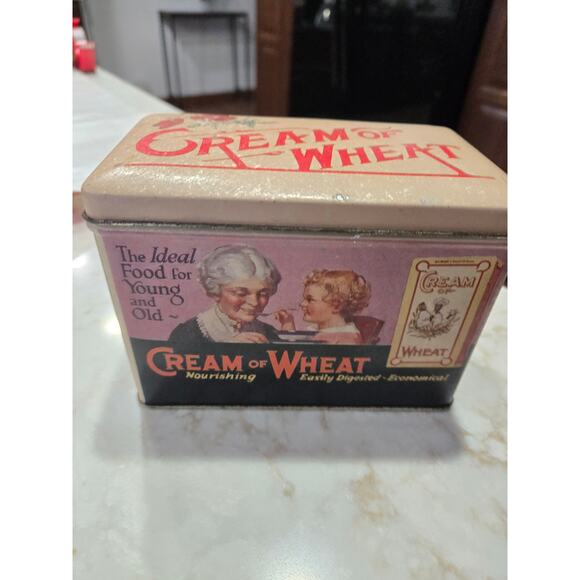 CREAM OF
WHEAT
The Ideal
Food for
Young
and
Old ~
CREAM
OF
WHEAT
CREAM OF WHEAT
Nourishing Easily Digested - Economical